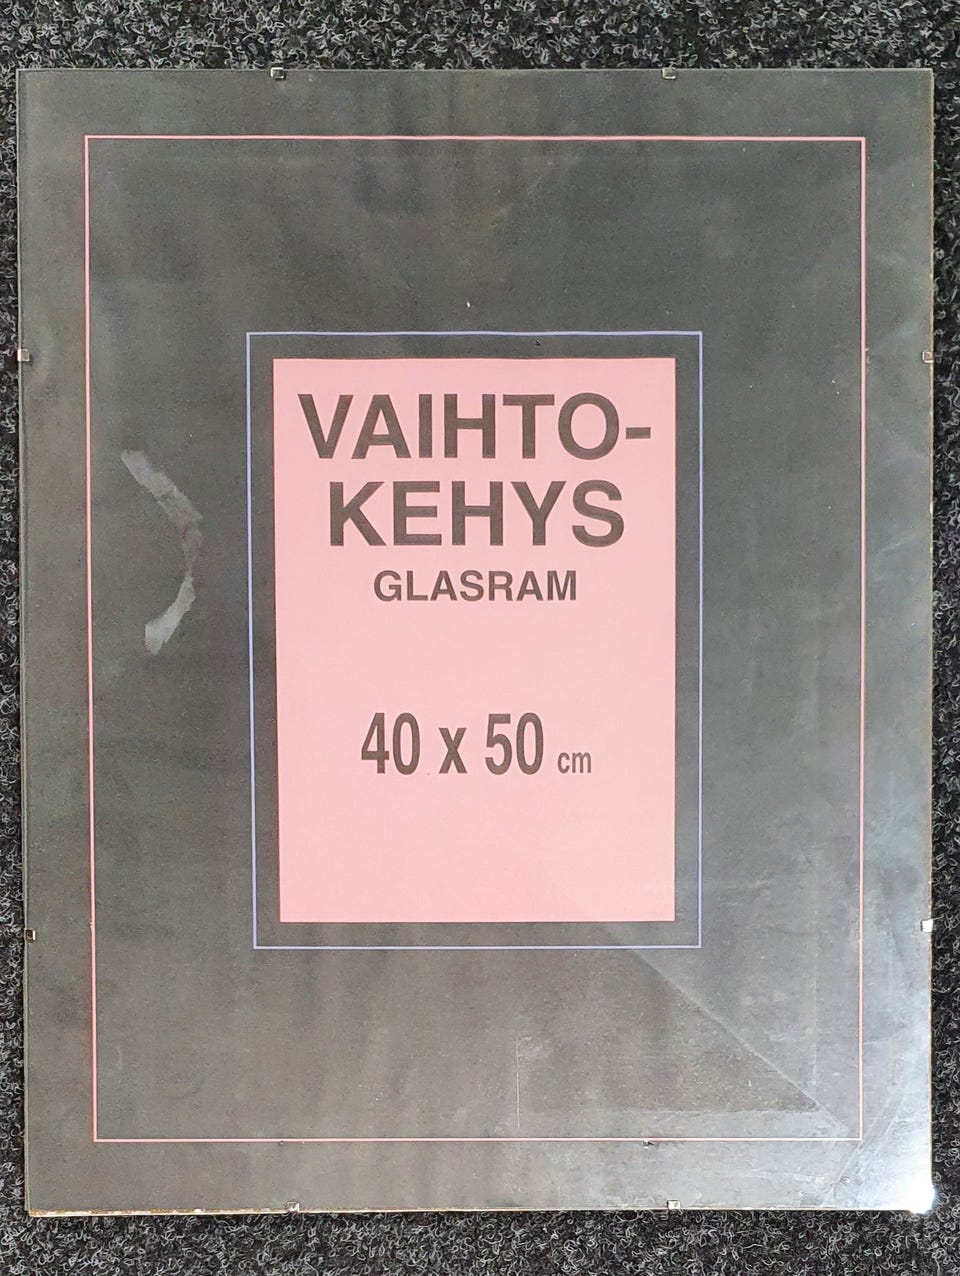 VAIHTO-
KEHYS
GLASRAM
40 x 50 cm